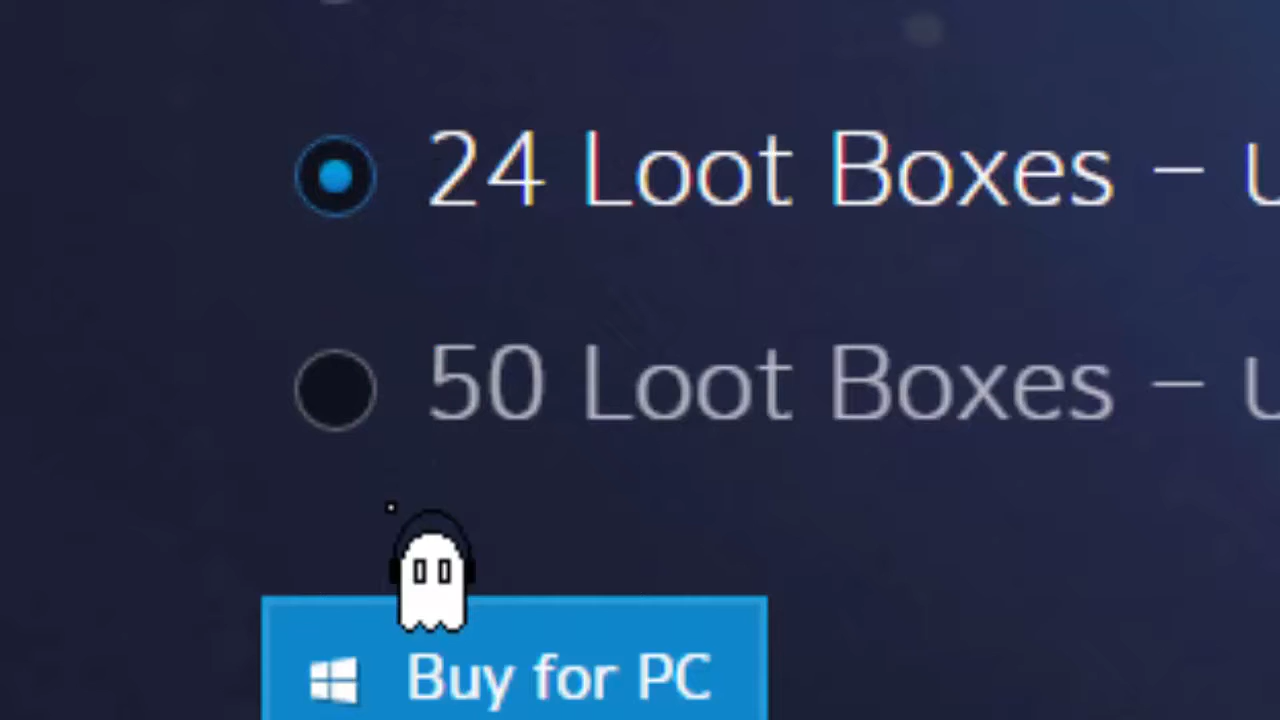 24 Loot Boxes –
50 Loot Boxes –
Buy for PC